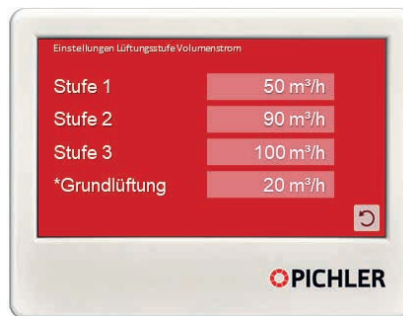 Einstellungen Lüftungsstufe Volumenstrom
Stufe 1 50 m³/h
Stufe 2 90 m³/h
Stufe 3 100 m³/h
*Grundlüftung 20 m³/h
PICHLER